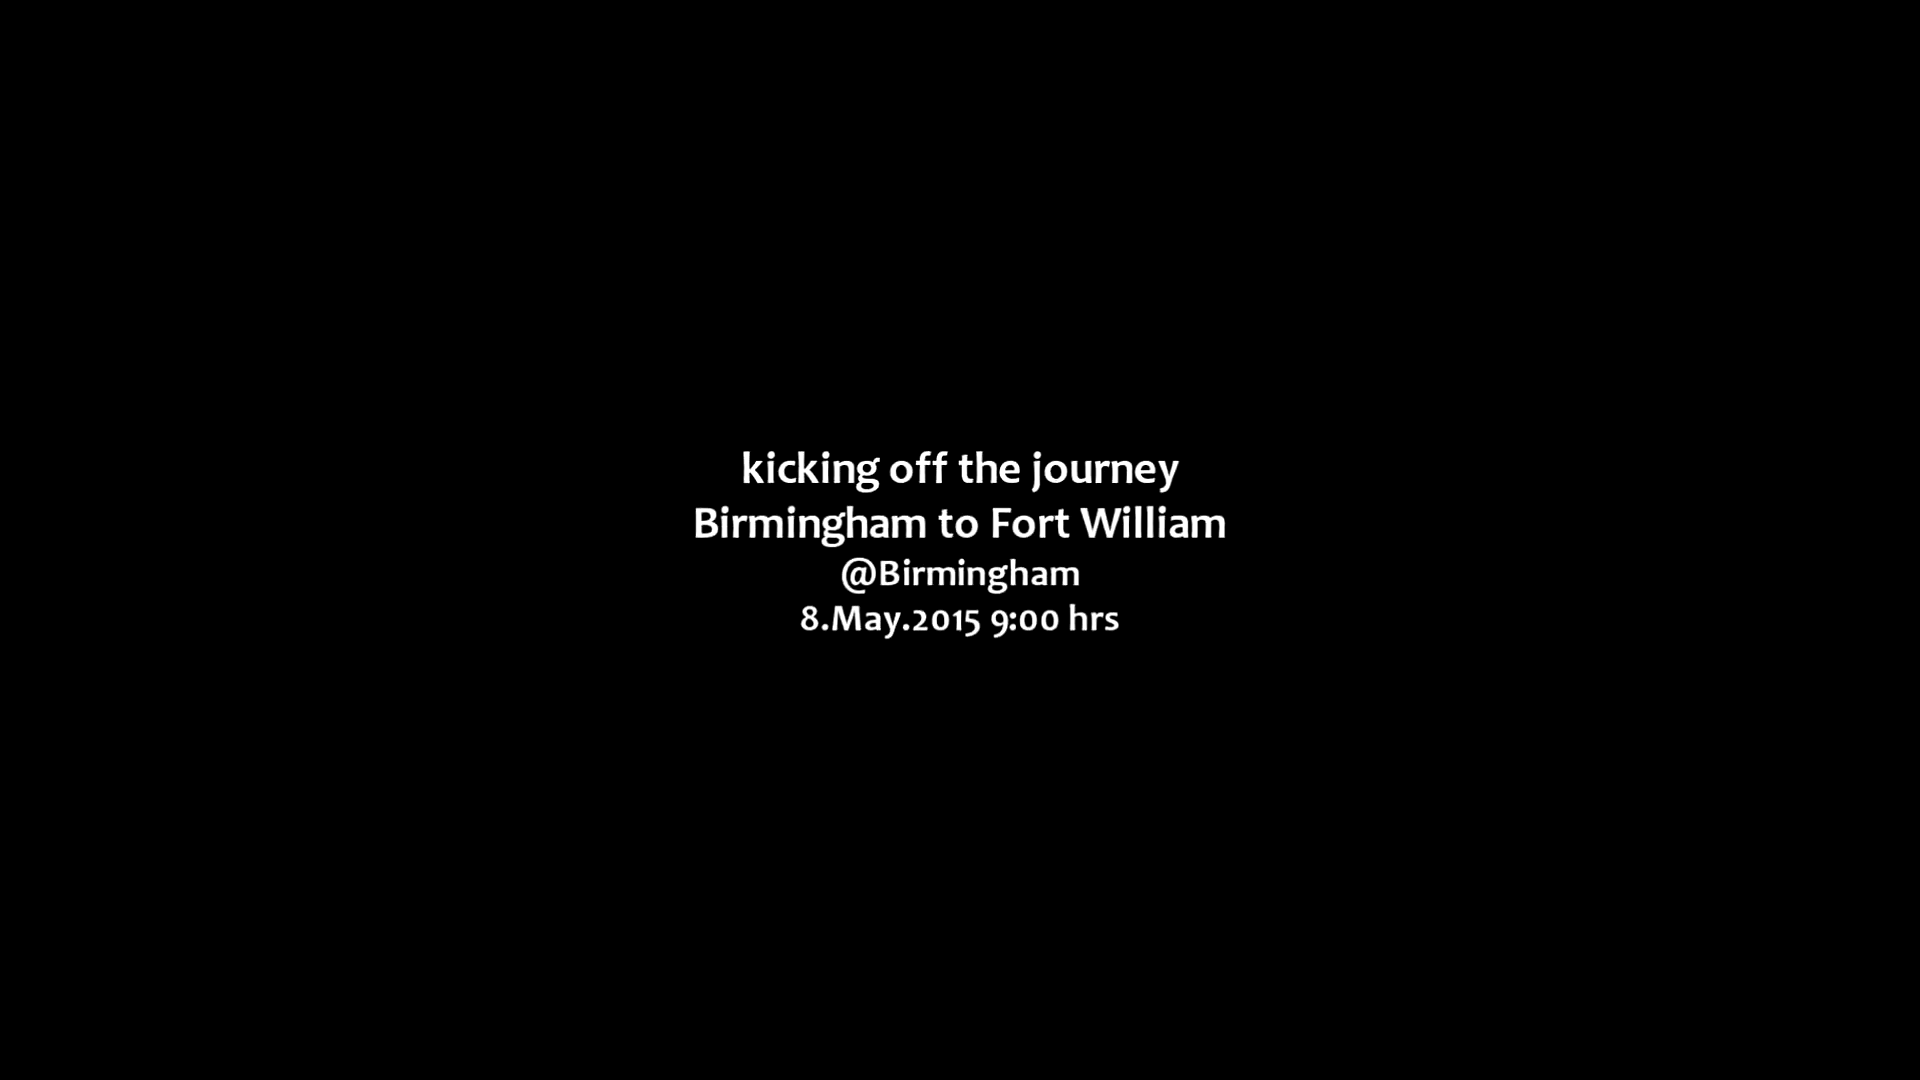 kicking off the journey
Birmingham to Fort William
@Birmingham
8.May.2015 9:00 hrs